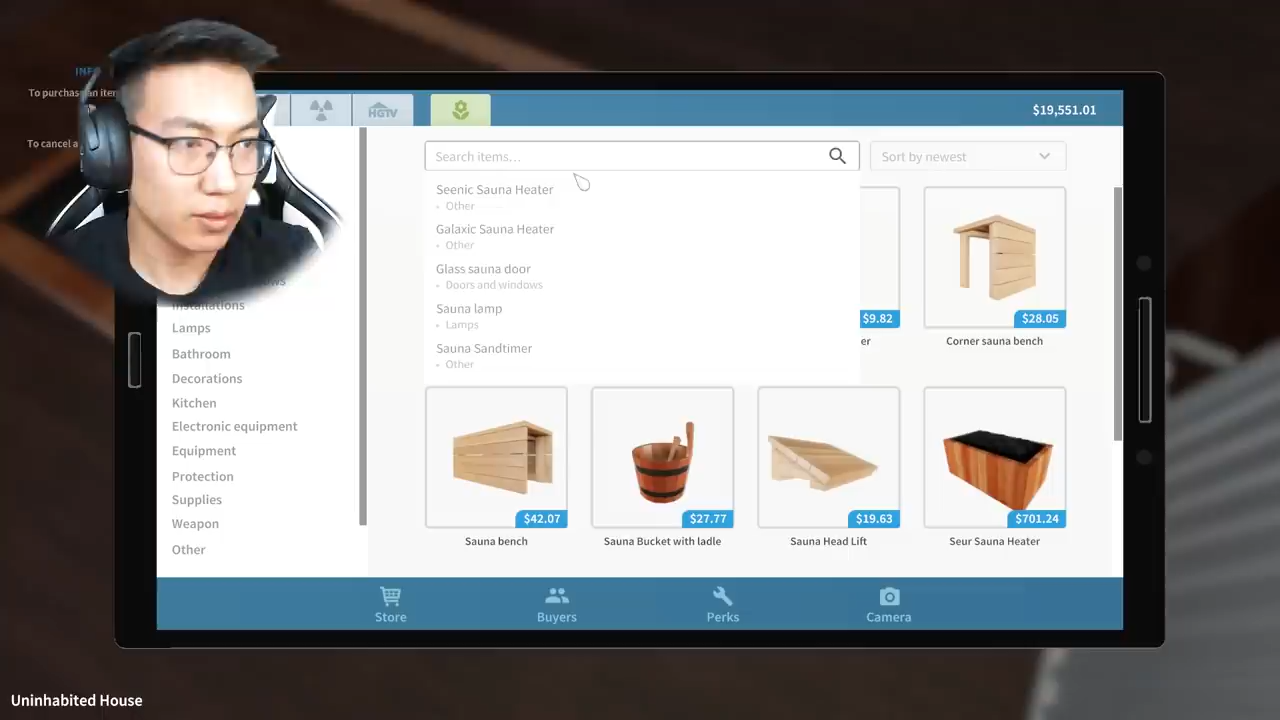 INF
To purchas an iter
To cancel a
HGTV
$19,551.01
Search items...
Sort by newest
Seenic Sauna Heater
Other
Galaxic Sauna Heater
Other
Glass sauna door
Doors and windows
Sauna lamp
Lamps
Sauna Sandtimer
Other
$9.82
$28.05
er
Corner sauna bench
Installations
Lamps
Bathroom
Decorations
Kitchen
Electronic equipment
Equipment
Protection
Supplies
Weapon
Other
$42.07
$27.77
$19.63
$701.24
Sauna bench
Sauna Bucket with ladle
Sauna Head Lift
Seur Sauna Heater
Store
Buyers
Perks
Camera
Uninhabited House